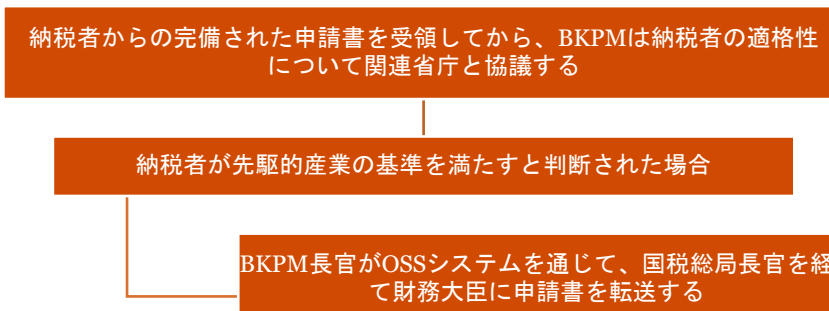 納税者からの完備された申請書を受領してから、BKPMは納税者の適格性
について関連省庁と協議する
納税者が先駆的産業の基準を満たすと判断された場合
BKPM長官がOSSシステムを通じて、国税総局長官を経
て財務大臣に申請書を転送する